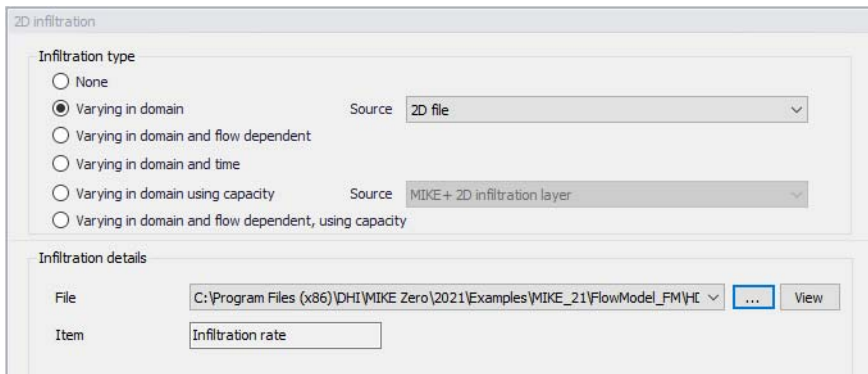 2D infiltration
Infiltration type
None
Varying in domain Source 2D file
Varying in domain and flow dependent
Varying in domain and time
Varying in domain using capacity Source MIKE+ 2D infiltration layer
Varying in domain and flow dependent, using capacity
Infiltration details
File C:\Program Files (x86)\DHI\MIKE Zero\2021\Examples\MIKE_21\FlowModel_FM\HD ... View
Item Infiltration rate